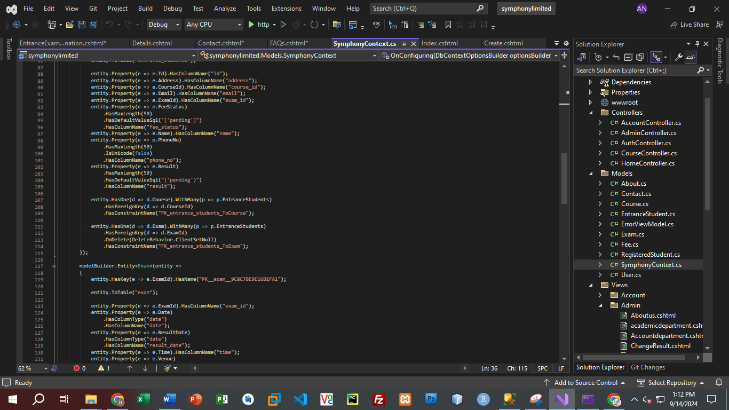 File Edit View Git Project Build Debug Test Analyze Tools Extensions Window Help Search (Ctrl+Q) symphonylimited AN
Debug Any CPU http Live Share
EntranceExam...nation.cshtml* Details.cshtml Contact.cshtml* FAQs.cshtml* SymphonyContext.cs Index.cshtml Create.cshtml
symphonylimited symphonylimited.Models.SymphonyContext OnConfiguring(DbContextOptionsBuilder optionsBuilder)
entity.Property(e => e.Id).HasColumnName("id");
entity.Property(e => e.Address).HasColumnName("address");
entity.Property(e => e.CourseId).HasColumnName("course_id");
entity.Property(e => e.Email).HasColumnName("email");
entity.Property(e => e.ExamId).HasColumnName("exam_id");
entity.Property(e => e.FeeStatus)
.HasMaxLength(50)
.HasDefaultValueSql("('pending')")
.HasColumnName("fee_status");
entity.Property(e => e.Name).HasColumnName("name");
entity.Property(e => e.PhoneNo)
.HasMaxLength(50)
.IsUnicode(false)
.HasColumnName("phone_no");
entity.Property(e => e.Result)
.HasMaxLength(50)
.HasDefaultValueSql("('pending')")
.HasColumnName("result");
entity.HasOne(d => d.Course).WithMany(p => p.EntranceStudents)
.HasForeignKey(d => d.CourseId)
.HasConstraintName("FK_entrance_students_ToCourse");
entity.HasOne(d => d.Exam).WithMany(p => p.EntranceStudents)
.HasForeignKey(d => d.ExamId)
.OnDelete(DeleteBehavior.ClientSetNull)
.HasConstraintName("FK_entrance_students_ToExam");
});
modelBuilder.Entity<Exam>(entity =>
{
entity.ToTable("exam");
entity.Property(e => e.ExamId).HasColumnName("exam_id");
entity.Property(e => e.Date)
.HasColumnType("date")
.HasColumnName("date");
entity.Property(e => e.ResultDate)
.HasColumnType("date")
.HasColumnName("result_date");
entity.Property(e => e.Time).HasColumnName("time");
entity.Property(e => e.Venue)
62 % 0 1 Ln: 36 Ch: 115 SPC LF
Toolbox
Solution Explorer
Search Solution Explorer (Ctrl+;)
Dependencies
Properties
wwwroot
Controllers
AccountController.cs
AdminController.cs
AuthController.cs
CourseController.cs
HomeController.cs
Models
About.cs
Contact.cs
Course.cs
EntranceStudent.cs
ErrorViewModel.cs
Exam.cs
Fee.cs
RegisteredStudent.cs
SymphonyContext.cs
User.cs
Views
Account
Admin
Aboutus.cshtml
academicdepartment.csht
Accountdepartment.cshtn
ChangeResult.cshtml
Solution Explorer Git Changes
Diagnostic Tools
Ready Add to Source Control Select Repository
1:12 PM
9/14/2024